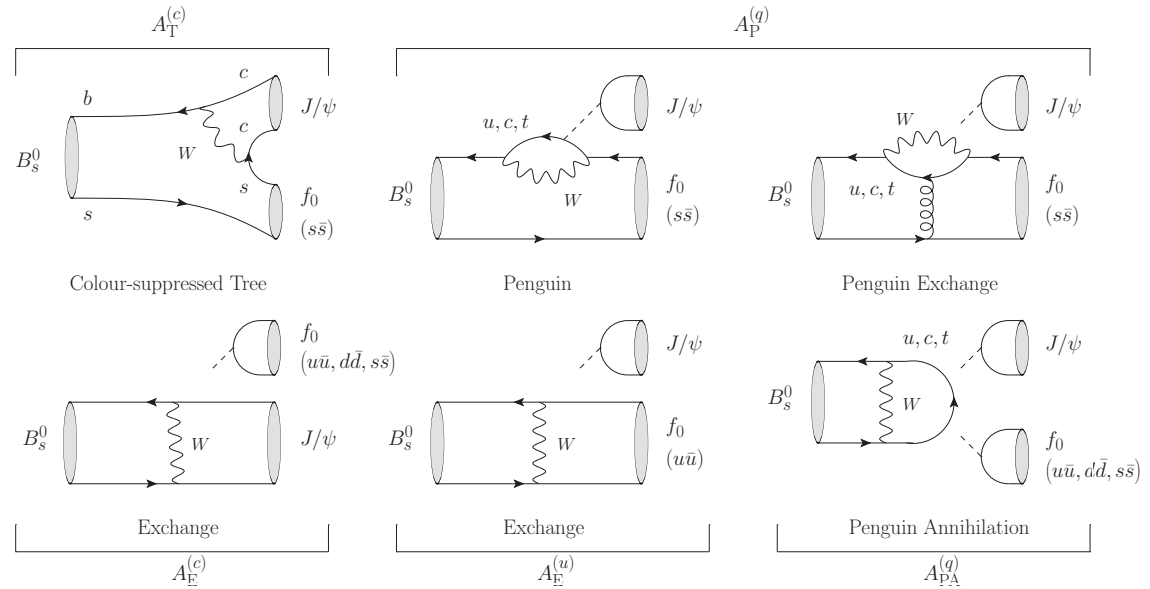 A_T^(c)
A_P^(q)
b
c
J/ψ
c
W
B_s^0
s
s
f_0
(ss̄)
Colour-suppressed Tree
u, c, t
J/ψ
B_s^0
W
f_0
(ss̄)
Penguin
W
J/ψ
B_s^0
u, c, t
f_0
(ss̄)
Penguin Exchange
f_0
(uū, dd̄, ss̄)
B_s^0
W
J/ψ
Exchange
A_E^(c)
J/ψ
B_s^0
W
f_0
(uū)
Exchange
A_E^(u)
u, c, t
J/ψ
B_s^0
W
f_0
(uū, dd̄, ss̄)
Penguin Annihilation
A_PA^(q)